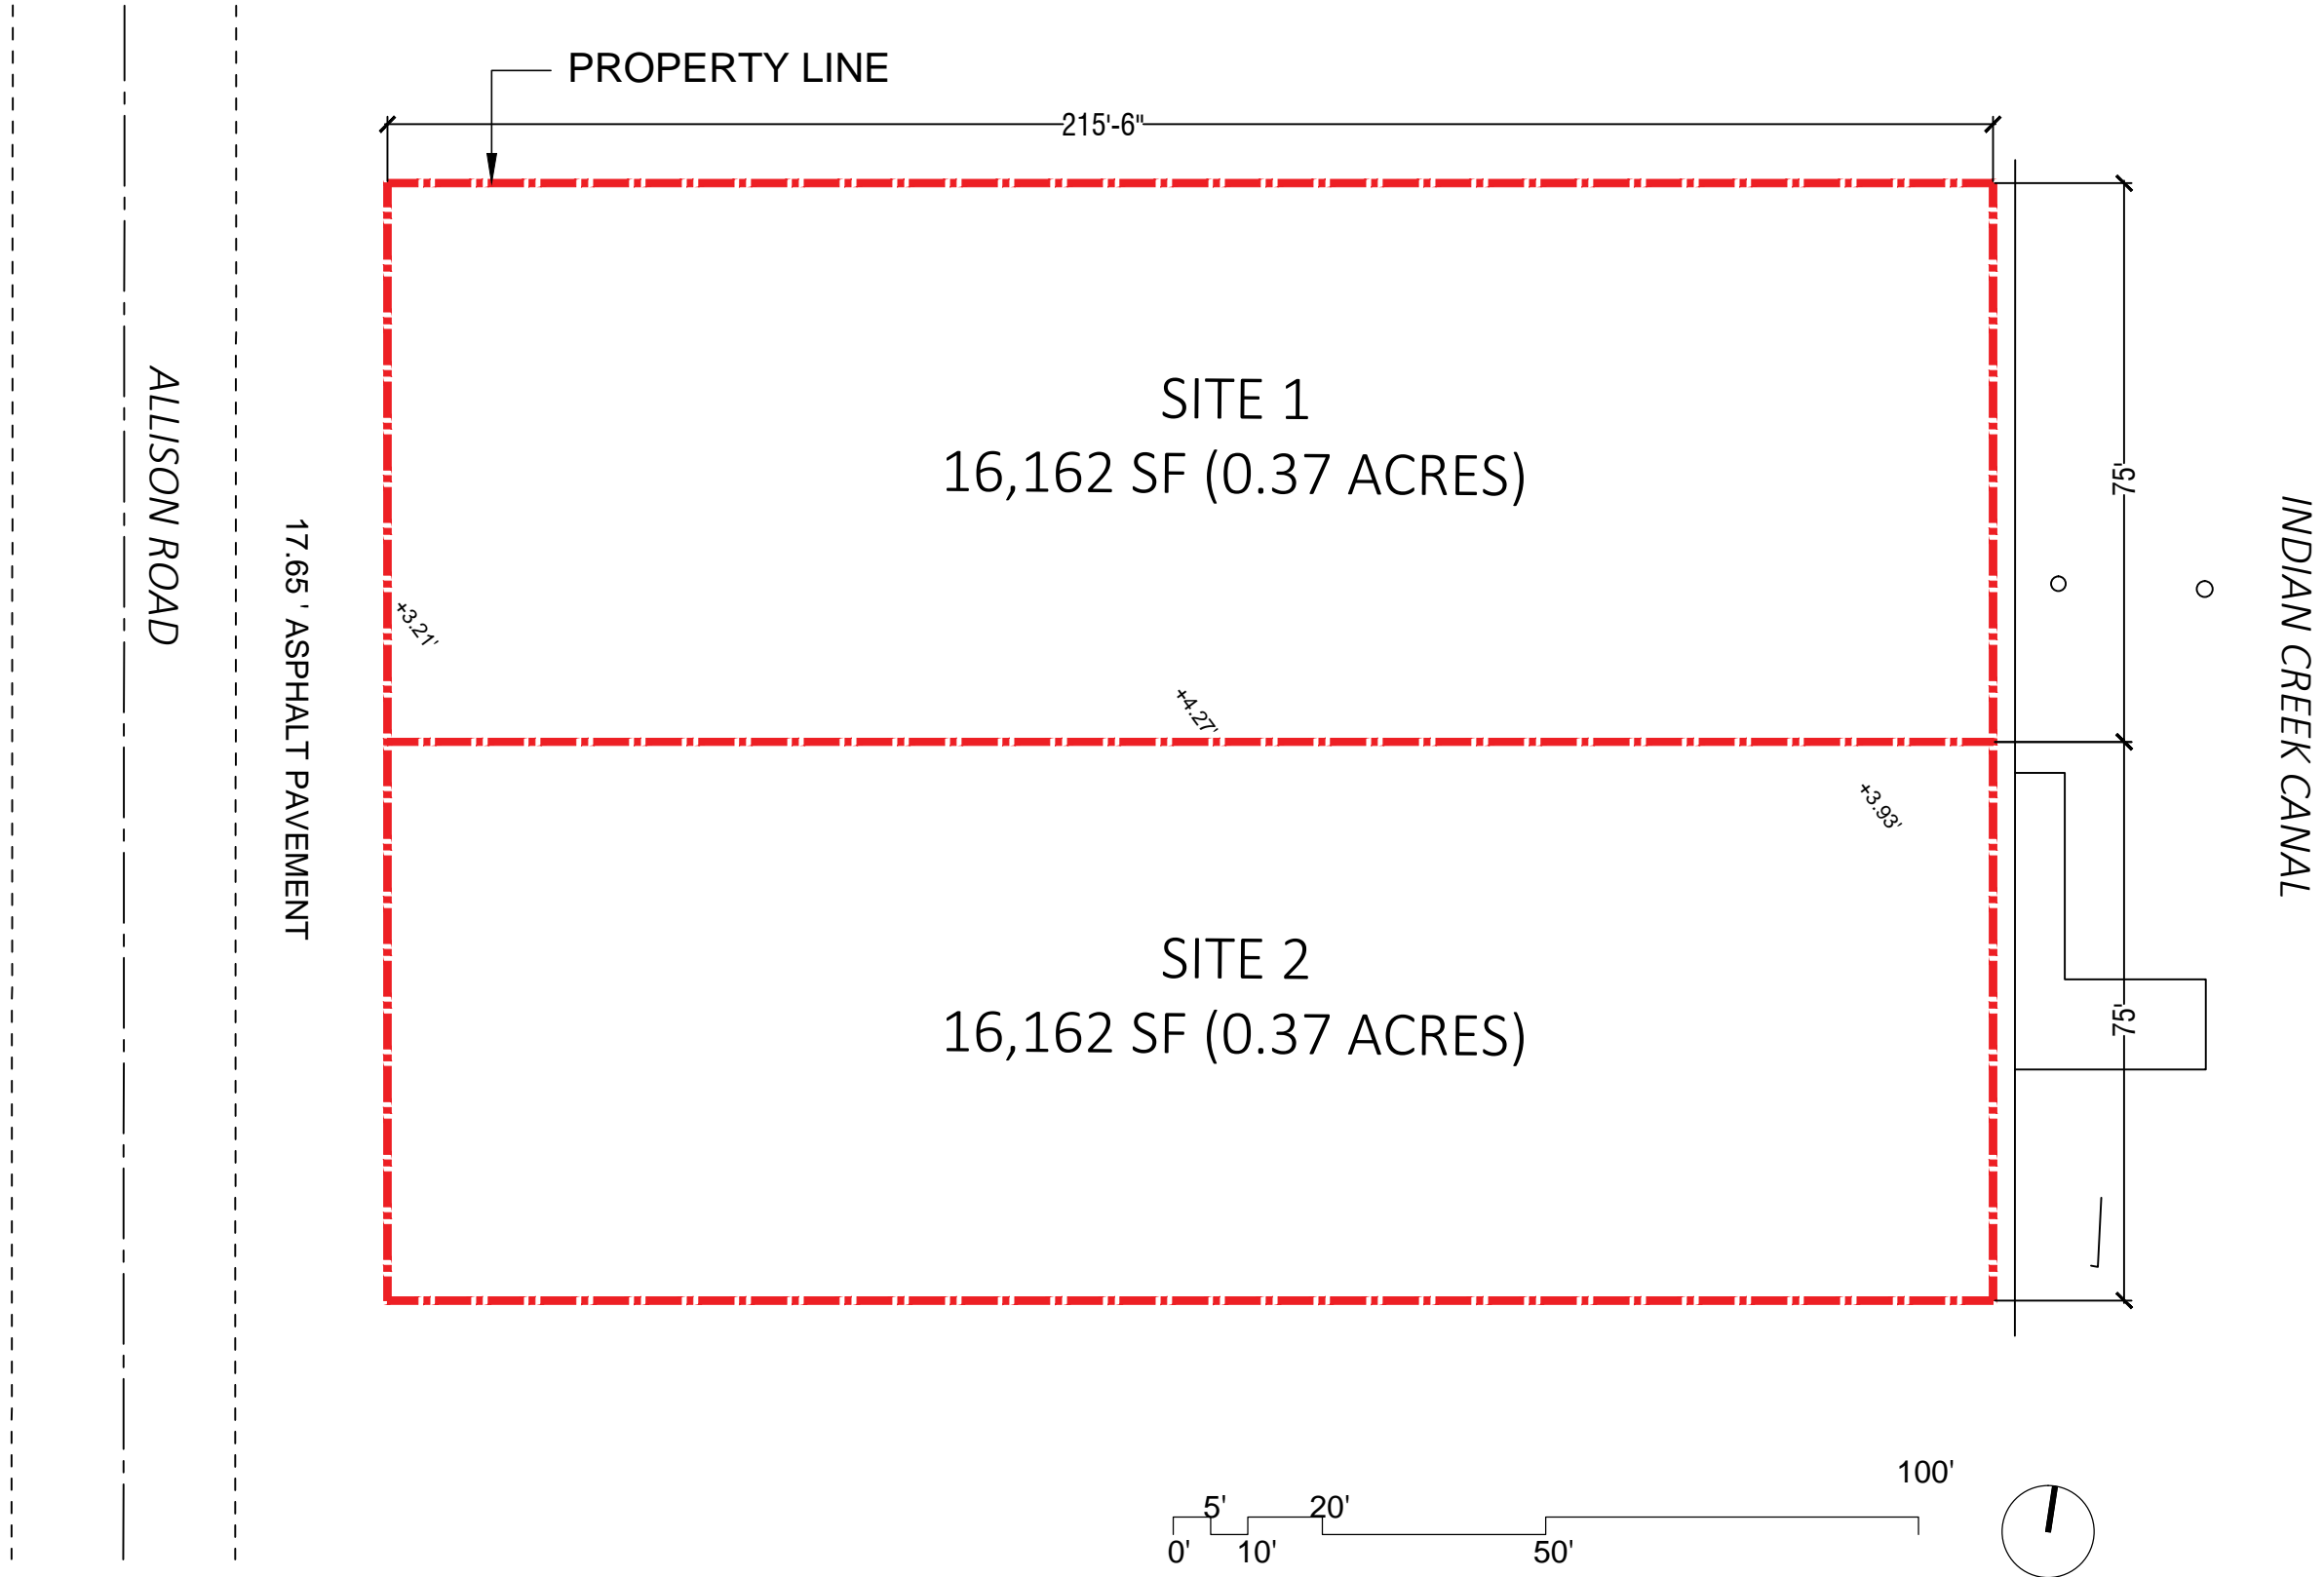 PROPERTY LINE
215'-6"
SITE 1
16,162 SF (0.37 ACRES)
75'
ALLISON ROAD
17.65 ' ASPHALT PAVEMENT
INDIAN CREEK CANAL
+3.21'
+4.27'
+3.93'
SITE 2
16,162 SF (0.37 ACRES)
75'
100'
5'
20'
0'
10'
50'